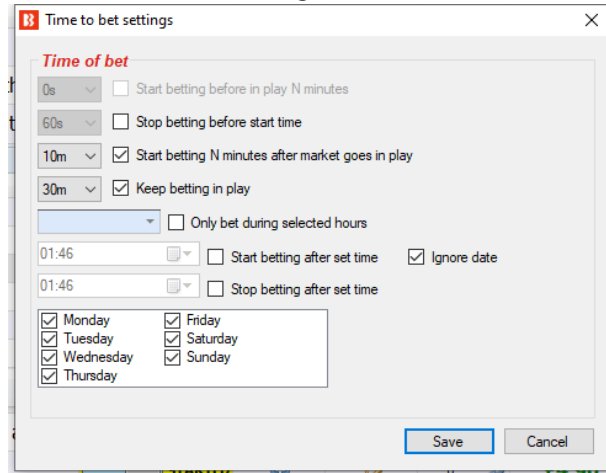 Time to bet settings
Time of bet
0s Start betting before in play N minutes
60s Stop betting before start time
10m Start betting N minutes after market goes in play
30m Keep betting in play
Only bet during selected hours
01:46 Start betting after set time Ignore date
01:46 Stop betting after set time
Monday Friday
Tuesday Saturday
Wednesday Sunday
Thursday
Save Cancel